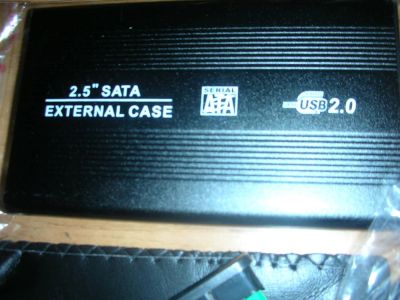 2.5" SATA
EXTERNAL CASE
SERIAL
ATA
USB 2.0